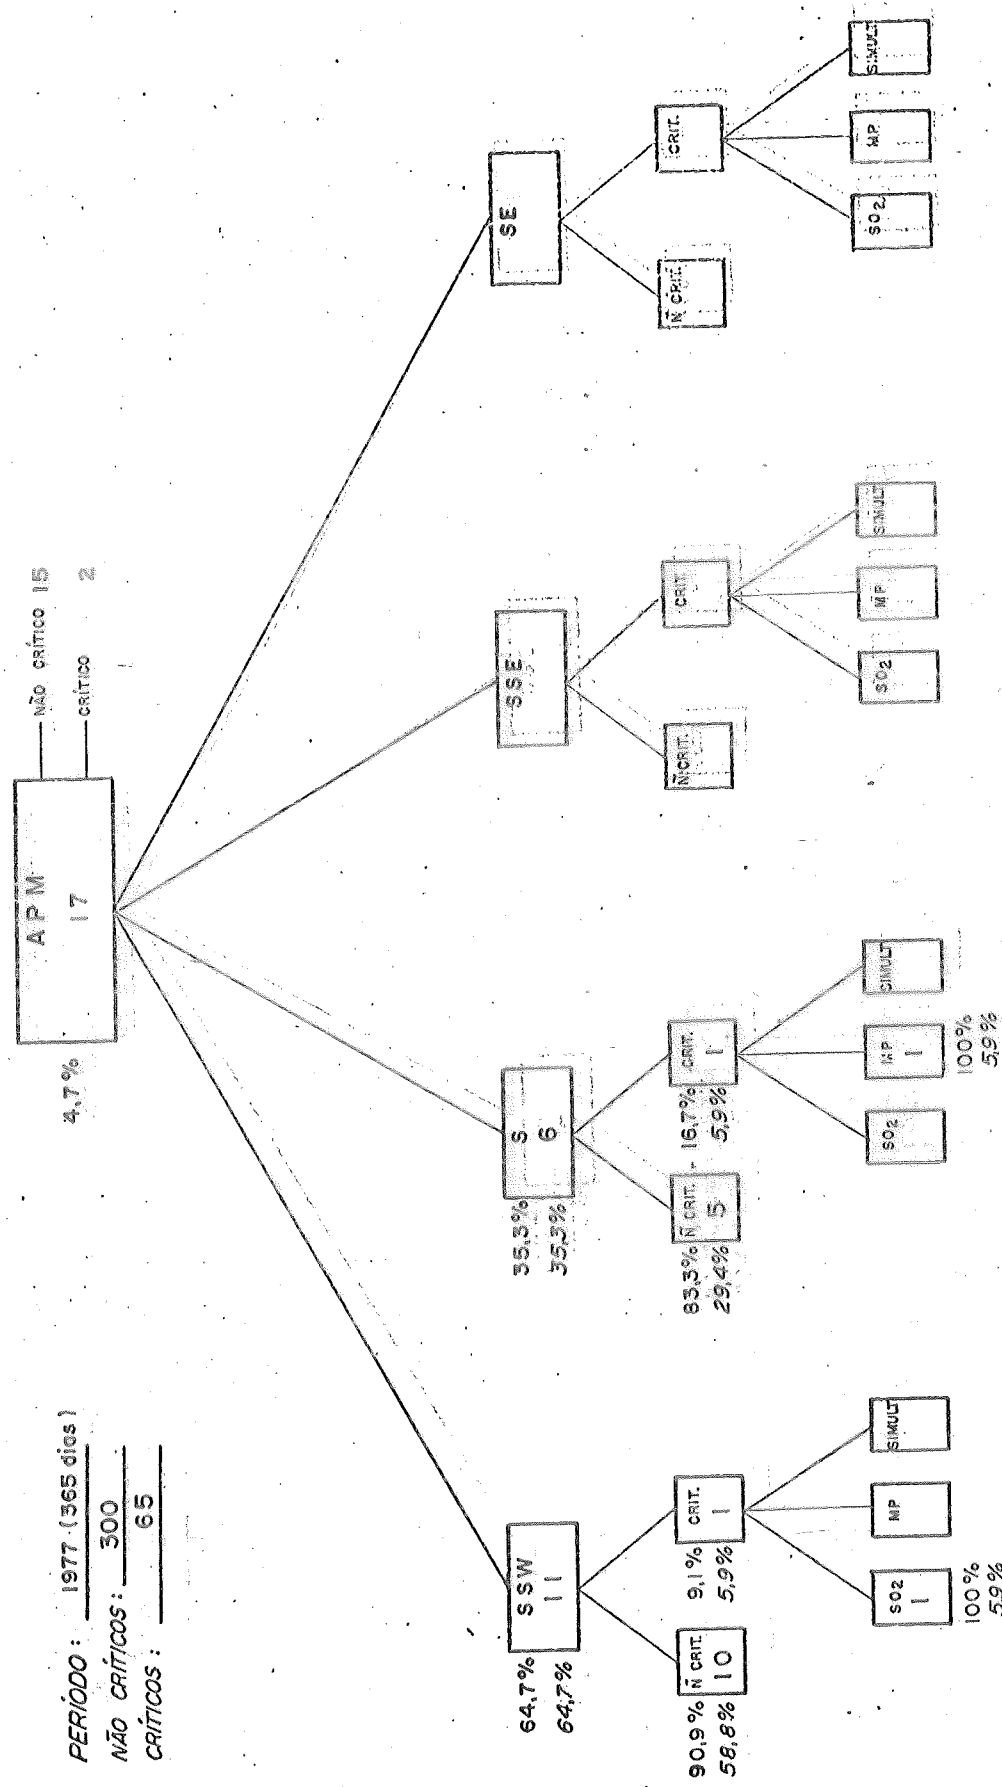 PERÍODO: 1977 (365 dias)
NÃO CRÍTICOS: 300
CRÍTICOS: 65
4,7%
APM
17
NÃO CRÍTICO 15
CRÍTICO 2
64,7%
64,7%
SSW
11
35,3%
35,3%
S
6
SSE
SE
90,9%
58,8%
Ñ CRIT.
10
9,1%
5,9%
CRIT.
1
83,3%
29,4%
Ñ CRIT.
5
16,7%
5,9%
CRIT.
1
Ñ CRIT.
CRIT.
Ñ CRIT.
CRIT.
SO2
1
100%
5,9%
MP
SIMULT
SO2
MP
1
100%
5,9%
SIMULT
SO2
MP
SIMULT
SO2
MP
SIMULT